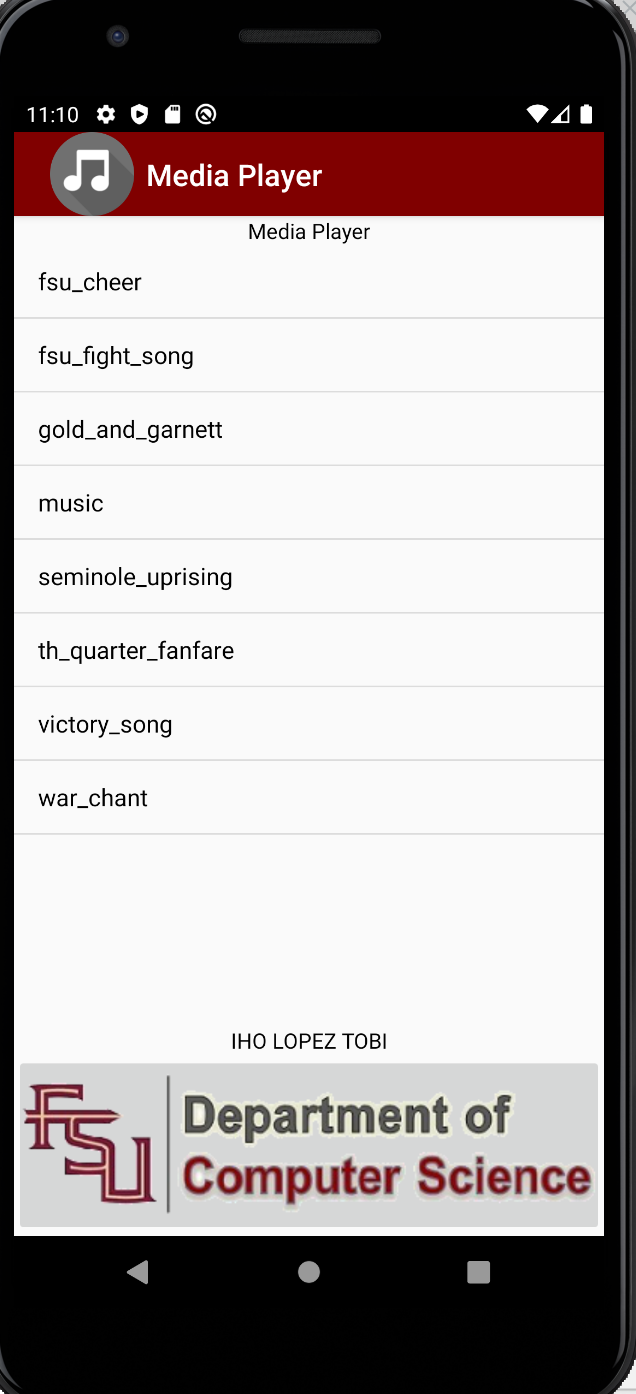 11:10
Media Player
Media Player
fsu_cheer
fsu_fight_song
gold_and_garnett
music
seminole_uprising
th_quarter_fanfare
victory_song
war_chant
IHO LOPEZ TOBI
FSU
Department of
Computer Science